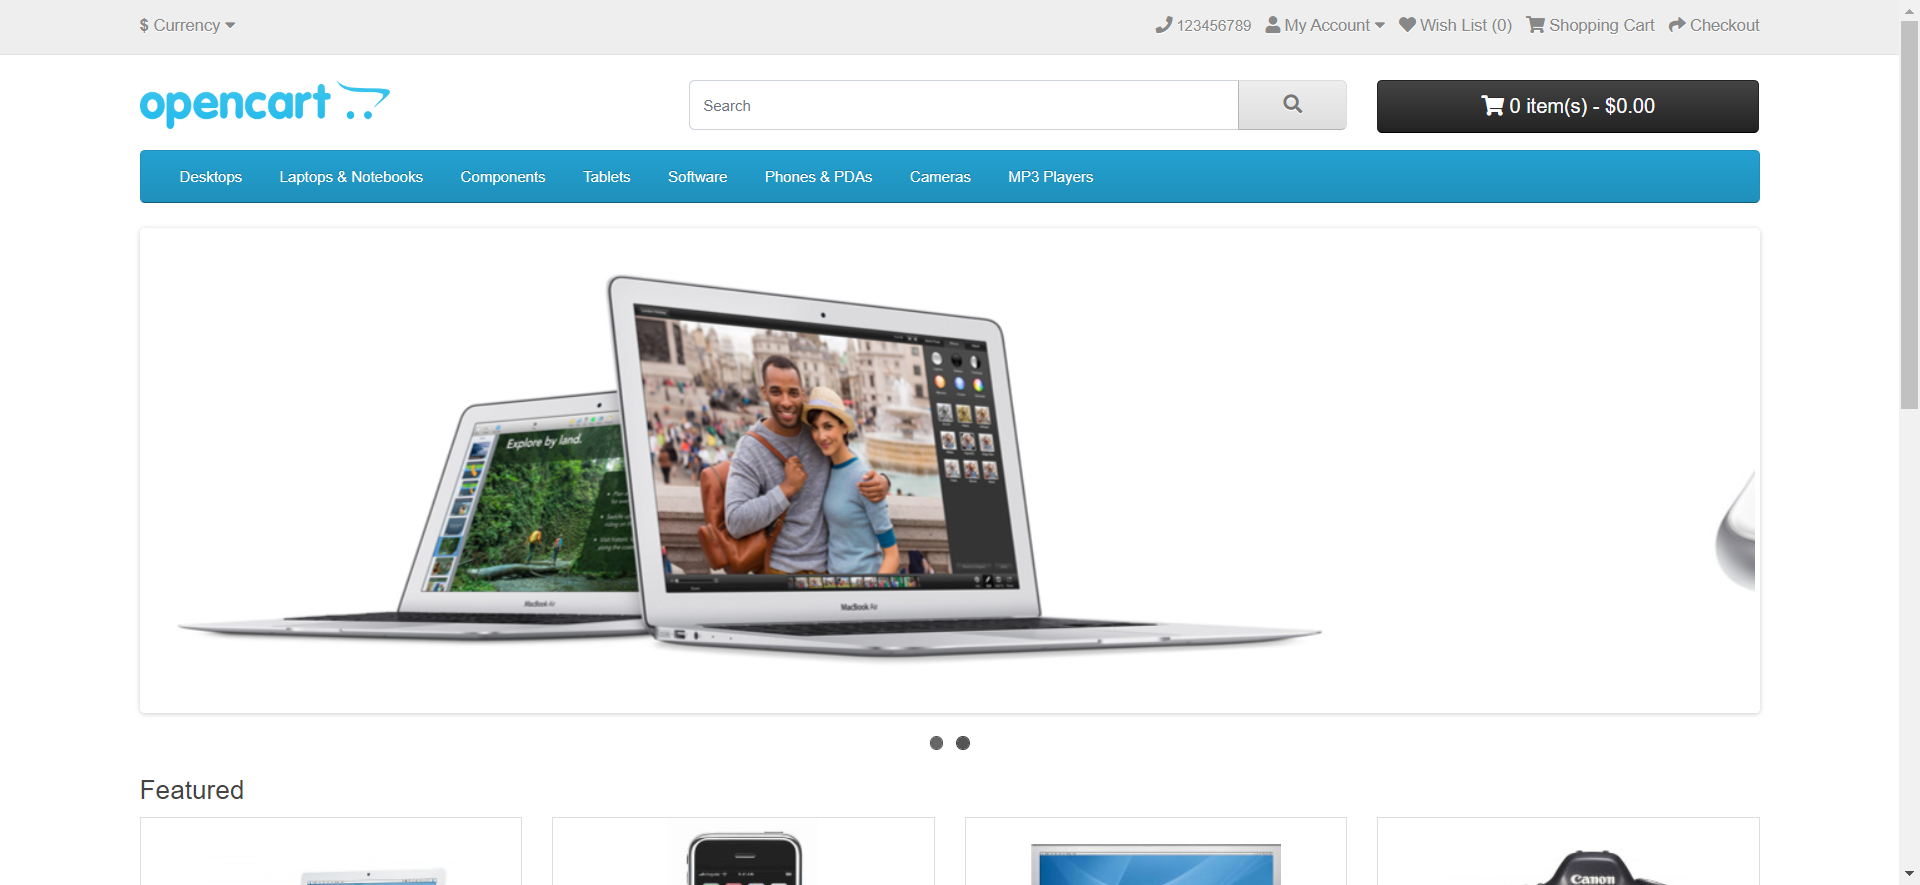 $ Currency
123456789 My Account Wish List (0) Shopping Cart Checkout
opencart
Search
0 item(s) - $0.00
Desktops Laptops & Notebooks Components Tablets Software Phones & PDAs Cameras MP3 Players
Explore by land.
MacBook Air
MacBook Air
Featured
Canon